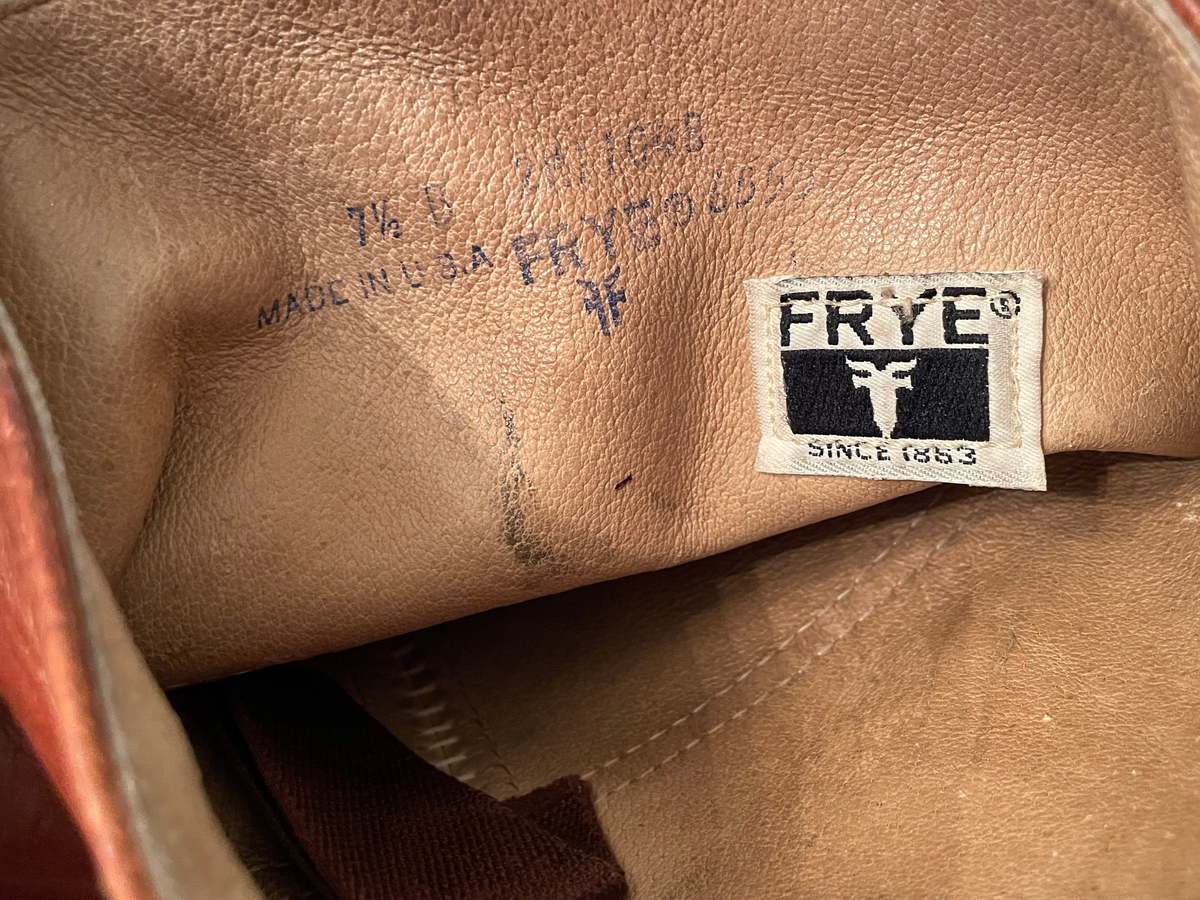 7½ D
MADE IN U.S.A
FRYE®
FRYE®
SINCE 1863